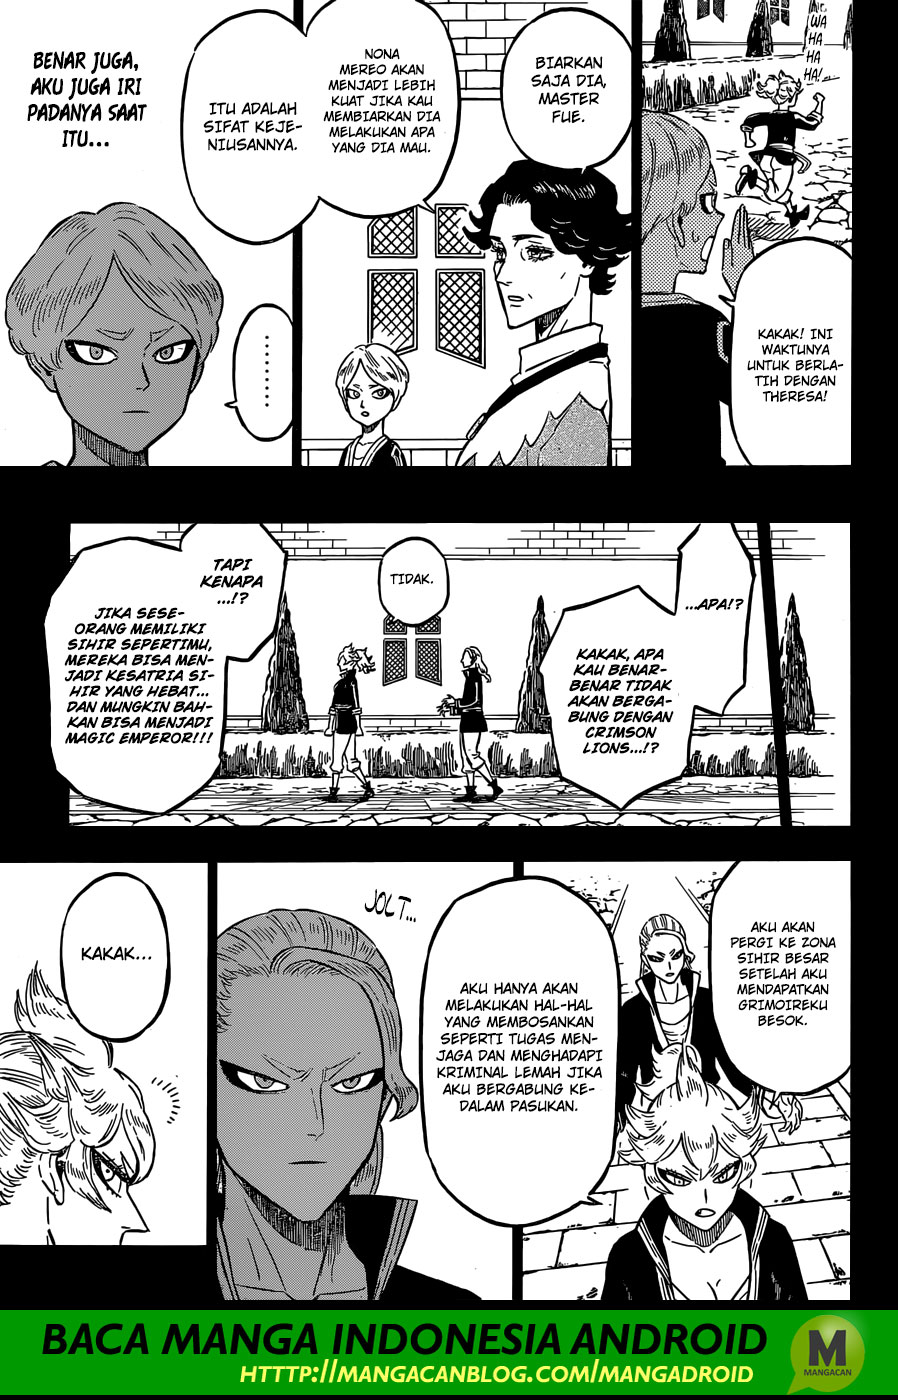 WA
HA
HA
HA!
KAKAK! INI
WAKTUNYA
UNTUK BERLA-
TIH DENGAN
THERESA!
BIARKAN
SAJA DIA,
MASTER
FUE.
NONA
MEREO AKAN
MENJADI LEBIH
KUAT JIKA KAU
MEMBIARKAN DIA
MELAKUKAN APA
YANG DIA MAU.
ITU ADALAH
SIFAT KEJE-
NIUSANNYA.
.........
BENAR JUGA,
AKU JUGA IRI
PADANYA SAAT
ITU...
...APA!?
KAKAK, APA
KAU BENAR-
BENAR TIDAK
AKAN BERGA-
BUNG DENGAN
CRIMSON
LIONS...!?
TIDAK.
TAPI
KENAPA
...!?
JIKA SESE-
ORANG MEMILIKI
SIHIR SEPERTIMU,
MEREKA BISA MEN-
JADI KESATRIA SI-
HIR YANG HEBAT...
DAN MUNGKIN BAH-
KAN BISA MENJADI
MAGIC EMPEROR!!!
AKU AKAN
PERGI KE ZONA
SIHIR BESAR
SETELAH AKU
MENDAPATKAN
GRIMOIREKU
BESOK.
AKU HANYA AKAN
MELAKUKAN HAL-HAL
YANG MEMBOSANKAN
SEPERTI TUGAS MEN-
JAGA DAN MENGHADAPI
KRIMINAL LEMAH JIKA
AKU BERGABUNG KE-
DALAM PASUKAN.
JOLT...
KAKAK...
BACA MANGA INDONESIA ANDROID
HTTTP://MANGACANBLOG.COM/MANGADROID
M
MANGACAN